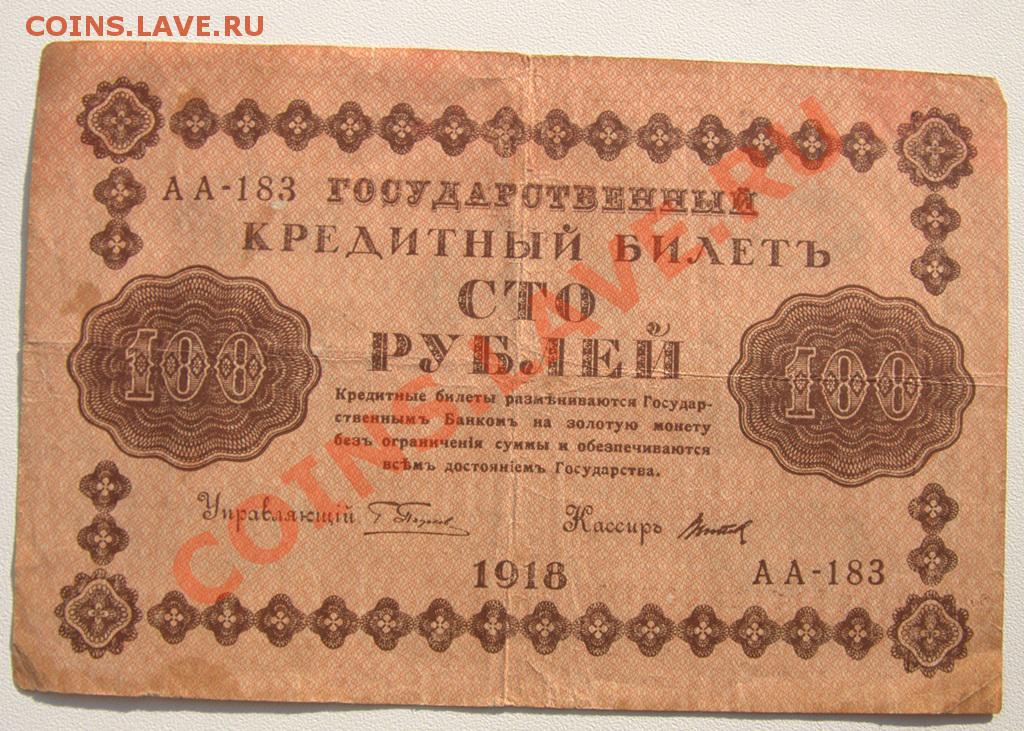 COINS.LAVE.RU
АА-183 ГОСУДАРСТВЕННЫЙ
КРЕДИТНЫЙ БИЛЕТЪ
СТО
РУБЛЕЙ
100
100
Кредитные билеты размѣниваются Государ-
ственнымъ Банкомъ на золотую монету
безъ ограниченія суммы и обезпечиваются
всѣмъ достояніемъ Государства.
Управляющій
Кассиръ
1918
АА-183
COINS.LAVE.RU